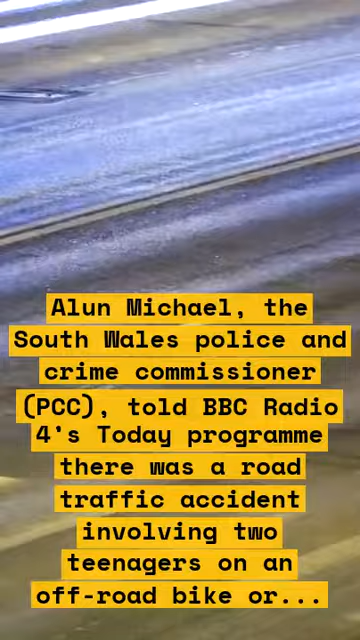 Alun Michael, the
South Wales police and
crime commissioner
(PCC), told BBC Radio
4's Today programme
there was a road
traffic accident
involving two
teenagers on an
off-road bike or...